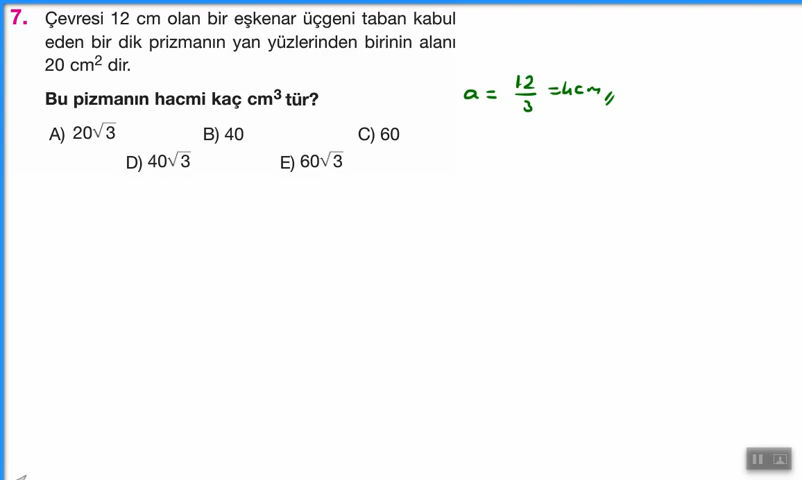 7. Çevresi 12 cm olan bir eşkenar üçgeni taban kabul
eden bir dik prizmanın yan yüzlerinden birinin alanı
20 cm² dir.
Bu pizmanın hacmi kaç cm³ tür?
A) 20√3 B) 40 C) 60
D) 40√3 E) 60√3
a = 12/3 = 4cm